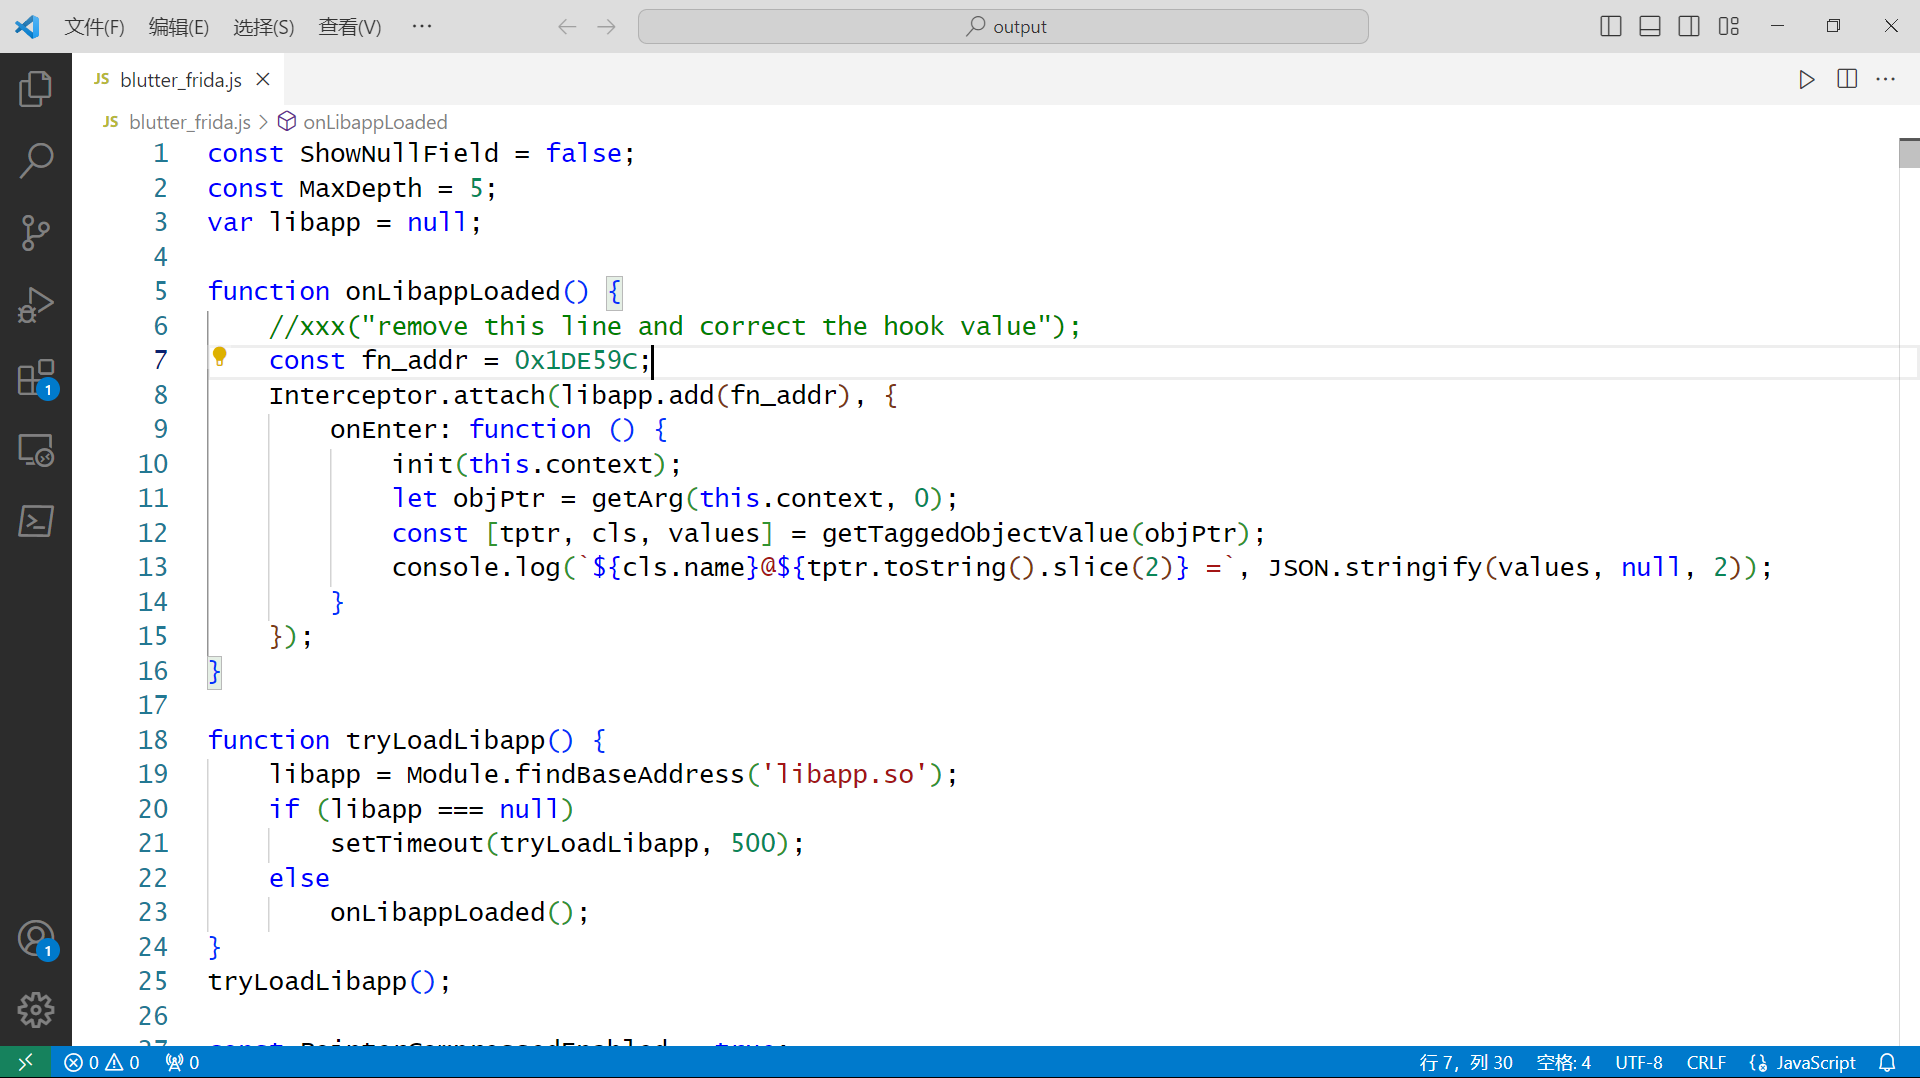 文件(F) 编辑(E) 选择(S) 查看(V) ··· output
JS blutter_frida.js
JS blutter_frida.js > onLibappLoaded
1 const ShowNullField = false;
2 const MaxDepth = 5;
3 var libapp = null;
4
5 function onLibappLoaded() {
6 //xxx("remove this line and correct the hook value");
7 const fn_addr = 0x1DE59C;
8 Interceptor.attach(libapp.add(fn_addr), {
9 onEnter: function () {
10 init(this.context);
11 let objPtr = getArg(this.context, 0);
12 const [tptr, cls, values] = getTaggedObjectValue(objPtr);
13 console.log(`${cls.name}@${tptr.toString().slice(2)} =`, JSON.stringify(values, null, 2));
14 }
15 });
16 }
17
18 function tryLoadLibapp() {
19 libapp = Module.findBaseAddress('libapp.so');
20 if (libapp === null)
21 setTimeout(tryLoadLibapp, 500);
22 else
23 onLibappLoaded();
24 }
25 tryLoadLibapp();
26
27 const PointerCompressedEnabled = true;
1
1
0 0 0 行 7，列 30 空格: 4 UTF-8 CRLF {} JavaScript